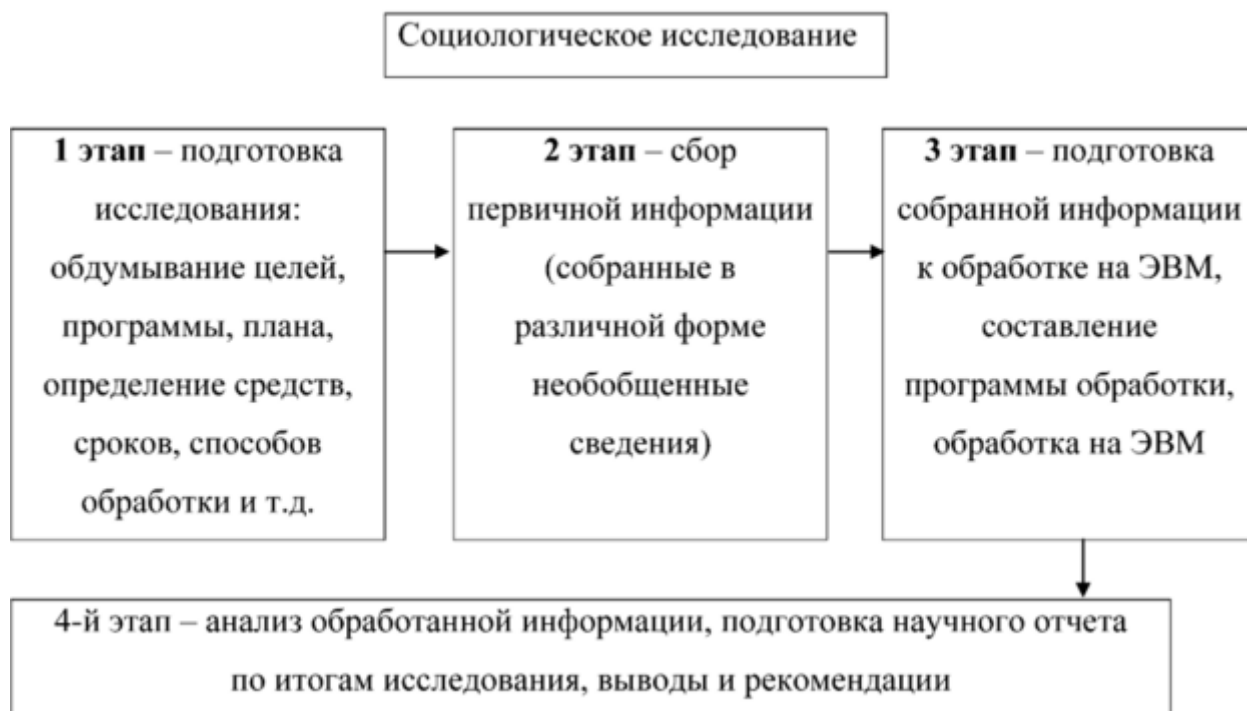 Социологическое исследование
1 этап – подготовка
исследования:
обдумывание целей,
программы, плана,
определение средств,
сроков, способов
обработки и т.д.
2 этап – сбор
первичной информации
(собранные в
различной форме
необобщенные
сведения)
3 этап – подготовка
собранной информации
к обработке на ЭВМ,
составление
программы обработки,
обработка на ЭВМ
4-й этап – анализ обработанной информации, подготовка научного отчета
по итогам исследования, выводы и рекомендации